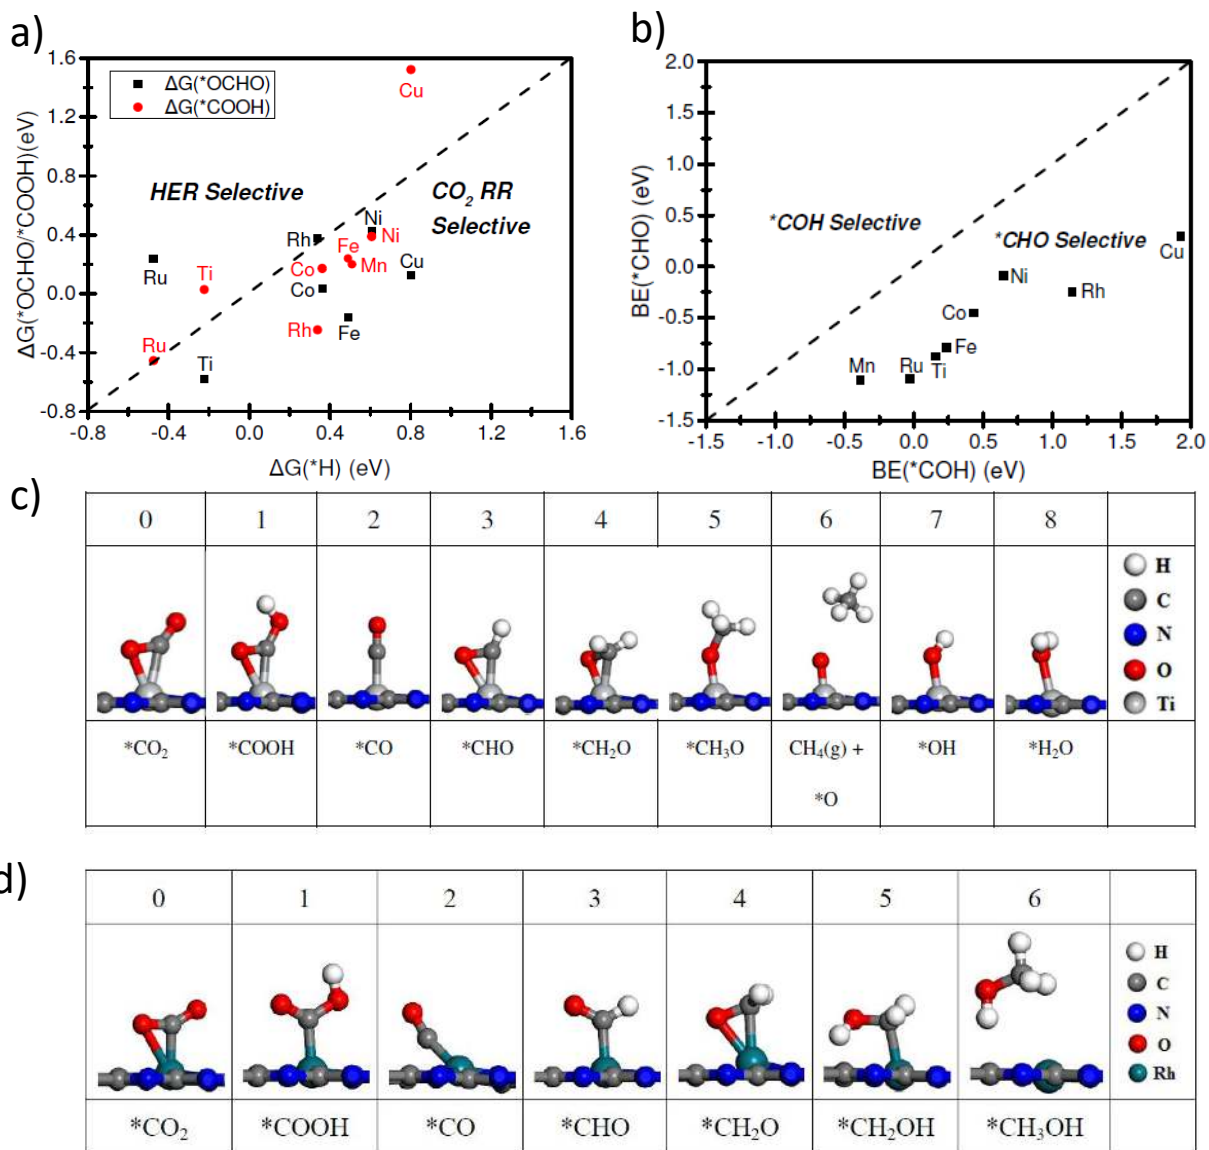 a)
1.6
1.2
0.8
0.4
0.0
-0.4
-0.8
ΔG(*OCHO/*COOH)(eV)
ΔG(*OCHO)
ΔG(*COOH)
Cu
HER Selective
CO2 RR
Selective
Ni
Rh
Ni
Fe
Ru
Ti
Co
Mn
Cu
Co
Rh
Fe
Ru
Ti
-0.8 -0.4 0.0 0.4 0.8 1.2 1.6
ΔG(*H) (eV)
b)
2.0
1.5
1.0
0.5
0.0
-0.5
-1.0
-1.5
BE(*CHO) (eV)
*COH Selective
*CHO Selective
Cu
Ni
Rh
Co
Fe
Mn
Ru
Ti
-1.5 -1.0 -0.5 0.0 0.5 1.0 1.5 2.0
BE(*COH) (eV)
c)
0 1 2 3 4 5 6 7 8
H
C
N
O
Ti
*CO2 *COOH *CO *CHO *CH2O *CH3O CH4(g) + *OH *H2O
*O
d)
0 1 2 3 4 5 6
H
C
N
O
Rh
*CO2 *COOH *CO *CHO *CH2O *CH2OH *CH3OH